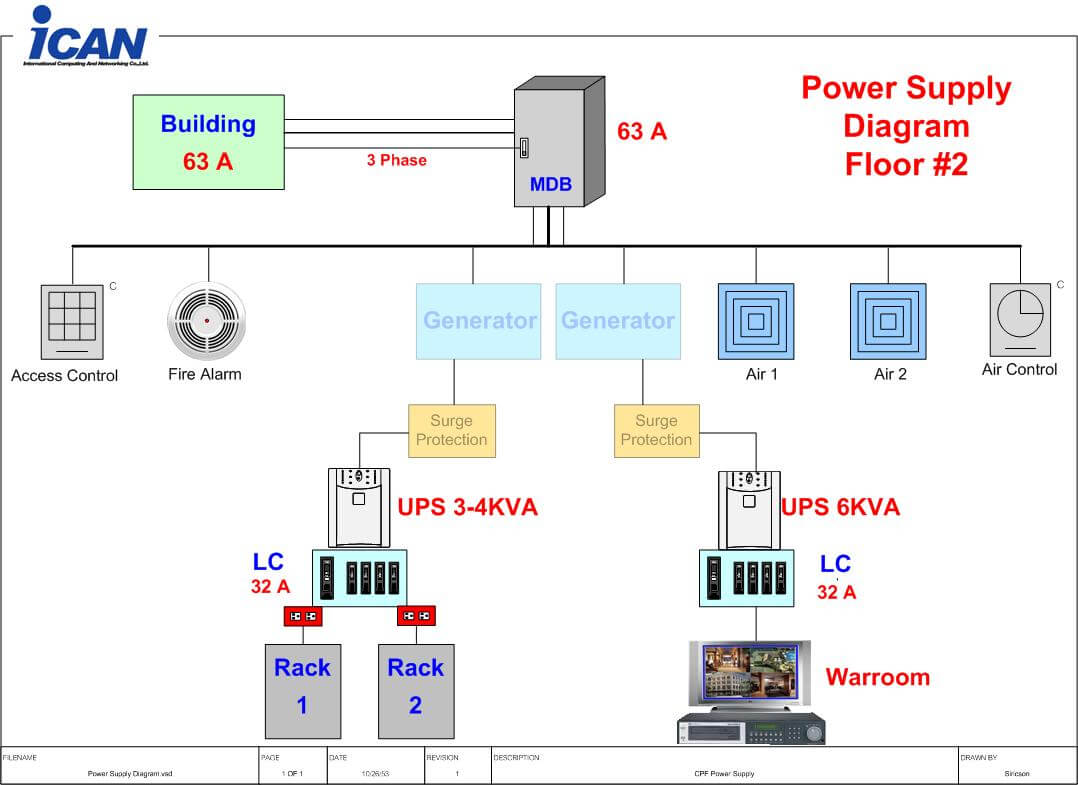 iCAN
International Computing And Networking Co.,Ltd.
Power Supply
Diagram
Floor #2
Building
63 A
3 Phase
MDB
63 A
C
Access Control
Fire Alarm
Generator
Generator
Air 1
Air 2
C
Air Control
Surge
Protection
Surge
Protection
UPS 3-4KVA
UPS 6KVA
LC
32 A
LC
32 A
Rack
1
Rack
2
Warroom
FILENAME
Power Supply Diagram.vsd
PAGE
1 OF 1
DATE
10/26/53
REVISION
1
DESCRIPTION
CPF Power Supply
DRAWN BY
Siricson